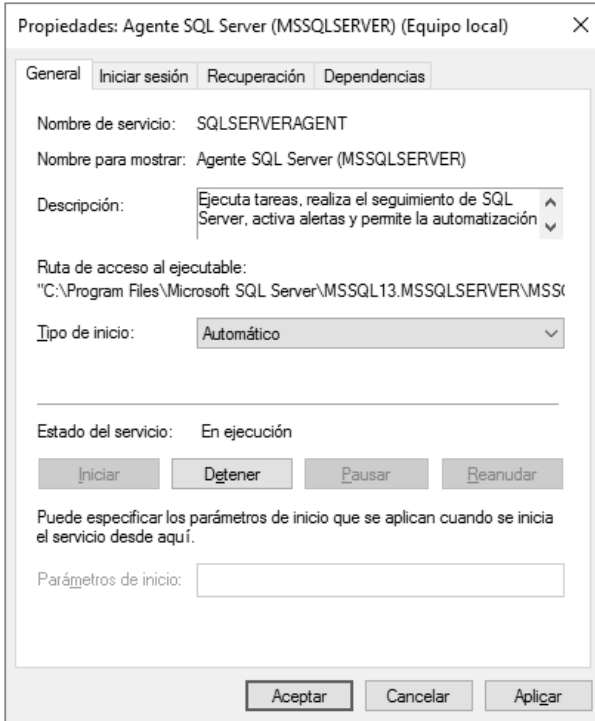 Propiedades: Agente SQL Server (MSSQLSERVER) (Equipo local)
General Iniciar sesión Recuperación Dependencias
Nombre de servicio: SQLSERVERAGENT
Nombre para mostrar: Agente SQL Server (MSSQLSERVER)
Descripción: Ejecuta tareas, realiza el seguimiento de SQL
Server, activa alertas y permite la automatización
Ruta de acceso al ejecutable:
"C:\Program Files\Microsoft SQL Server\MSSQL13.MSSQLSERVER\MSSQ
Tipo de inicio: Automático
Estado del servicio: En ejecución
Iniciar Detener Pausar Reanudar
Puede especificar los parámetros de inicio que se aplican cuando se inicia
el servicio desde aquí.
Parámetros de inicio:
Aceptar Cancelar Aplicar